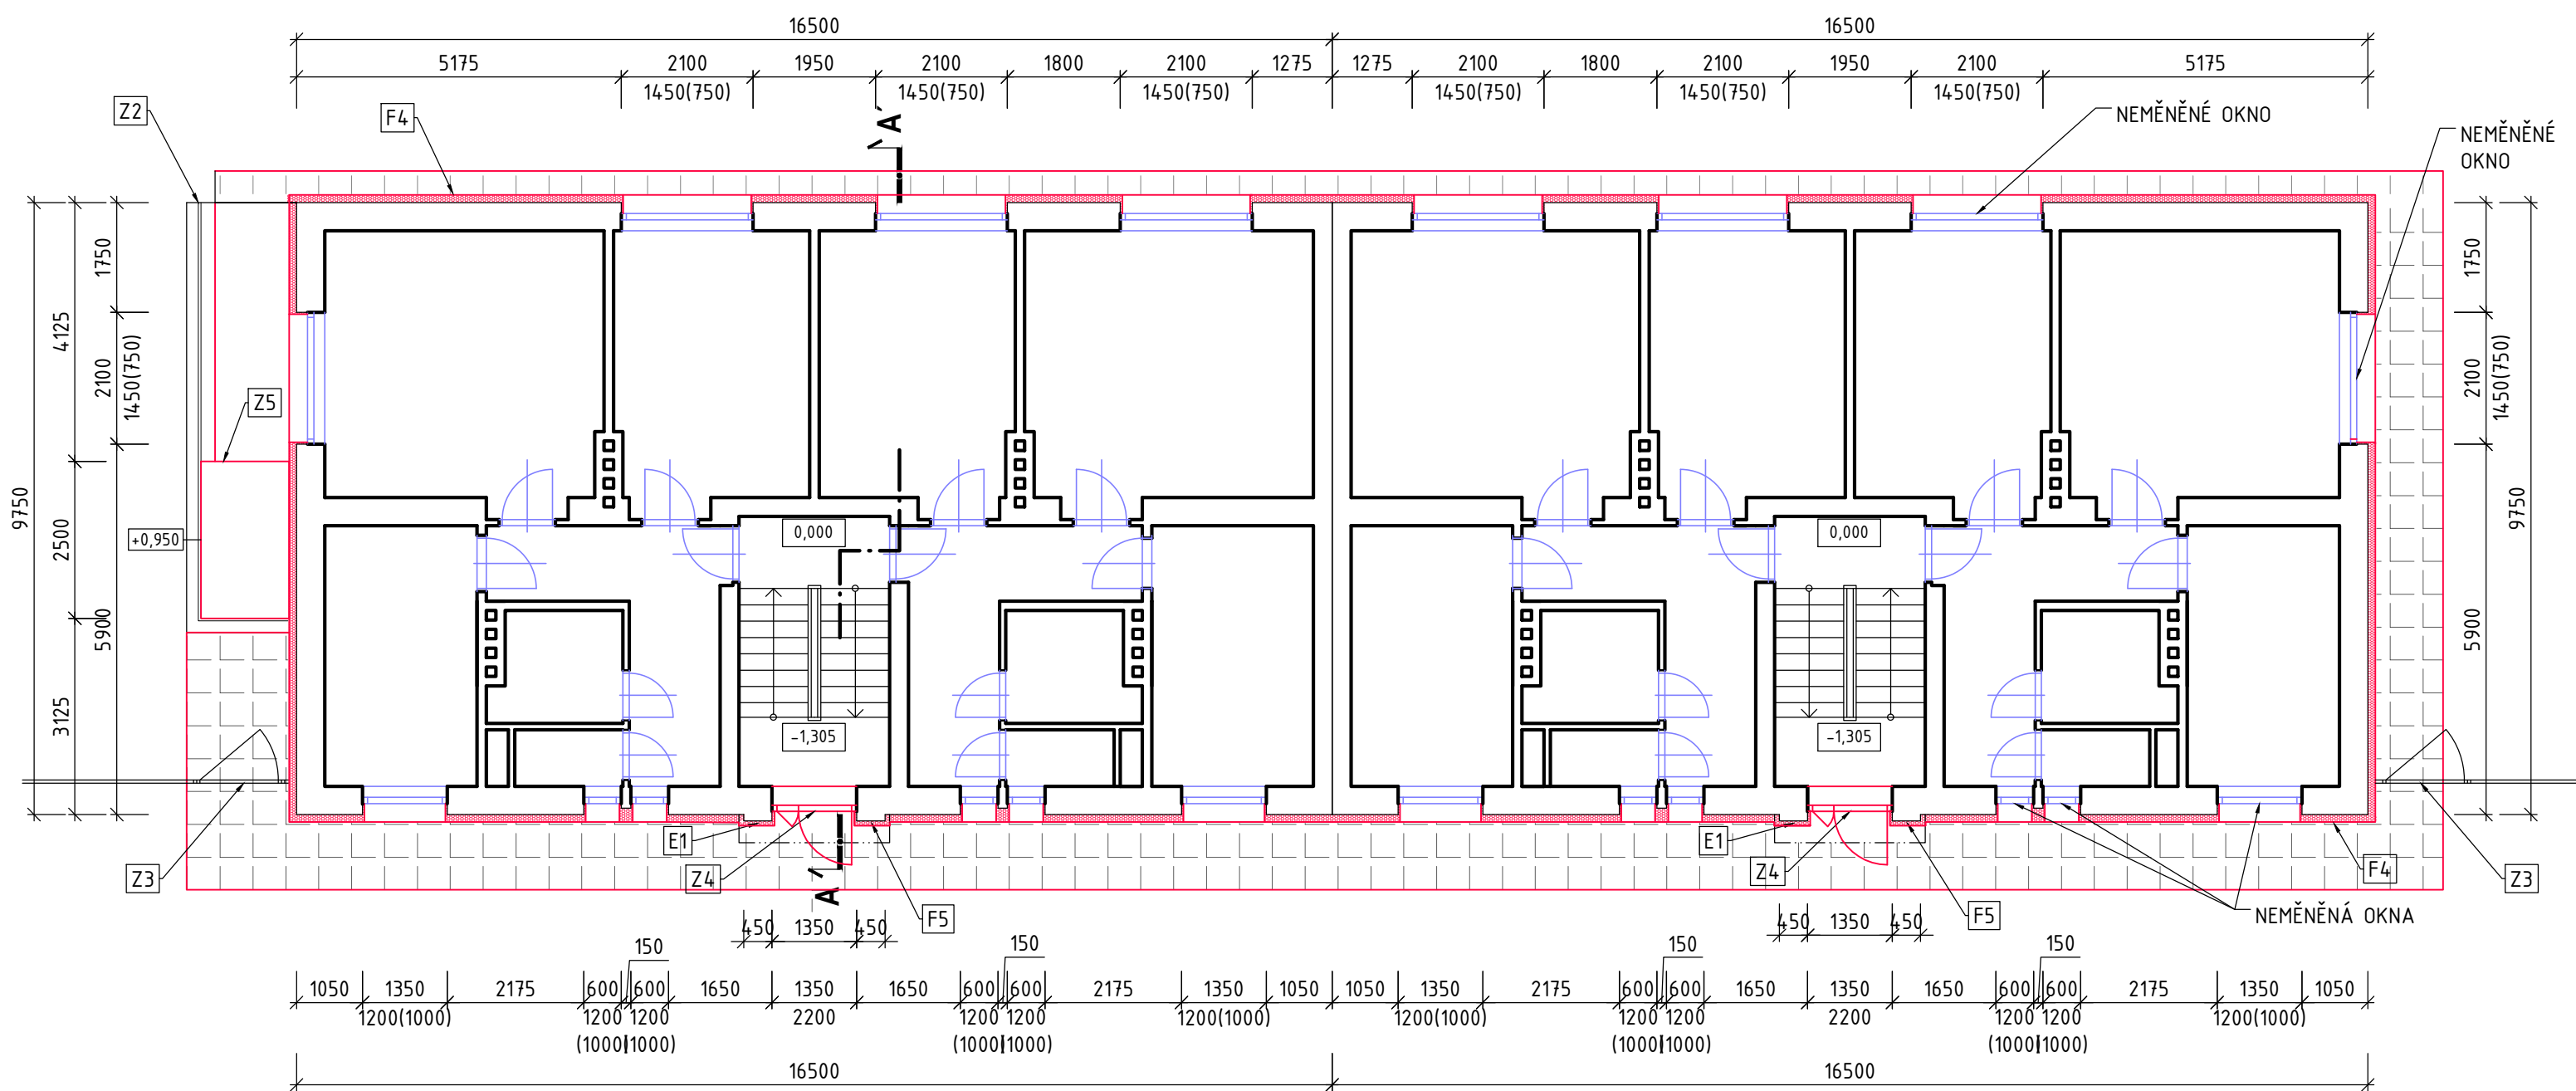 16500 16500
5175 2100 1950 2100 1800 2100 1275 1275 2100 1800 2100 1950 2100 5175
1450(750) 1450(750) 1450(750) 1450(750) 1450(750) 1450(750)
Z2
F4
A'
NEMĚNĚNÉ OKNO
NEMĚNĚNÉ
OKNO
9750
4125
2500
3125
1750
2100
1450(750)
5900
Z5
+0,950
0,000
-1,305
0,000
-1,305
1750
2100
1450(750)
5900
9750
Z3
E1
Z4
A'
F5
E1
Z4
F5
NEMĚNĚNÁ OKNA
F4
Z3
450 1350 450 450 1350 450
150 150 150 150
1050 1350 2175 600 600 1650 1350 1650 600 600 2175 1350 1050 1050 1350 2175 600 600 1650 1350 1650 600 600 2175 1350 1050
1200(1000) 1200 1200 2200 1200 1200 1200(1000) 1200(1000) 1200 1200 2200 1200 1200 1200(1000)
(1000) (1000) (1000) (1000) (1000) (1000) (1000) (1000)
16500 16500